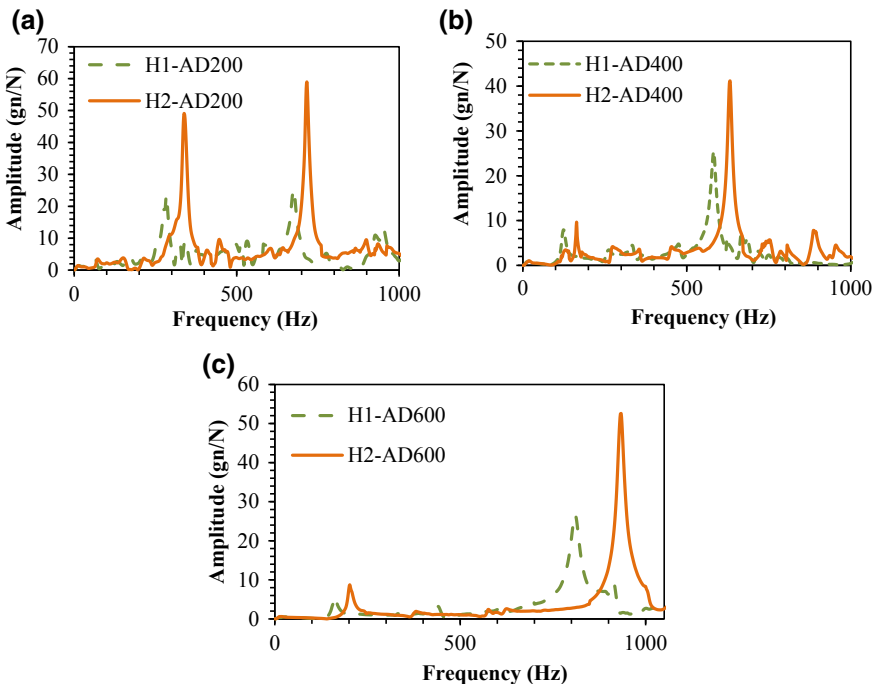 (a)
70
60
50
40
30
20
10
0
Amplitude (gn/N)
H1-AD200
H2-AD200
0 500 1000
Frequency (Hz)
(b)
50
40
30
20
10
0
Amplitude (gn/N)
H1-AD400
H2-AD400
0 500 1000
Frequency (Hz)
(c)
60
50
40
30
20
10
0
Amplitude (gn/N)
H1-AD600
H2-AD600
0 500 1000
Frequency (Hz)